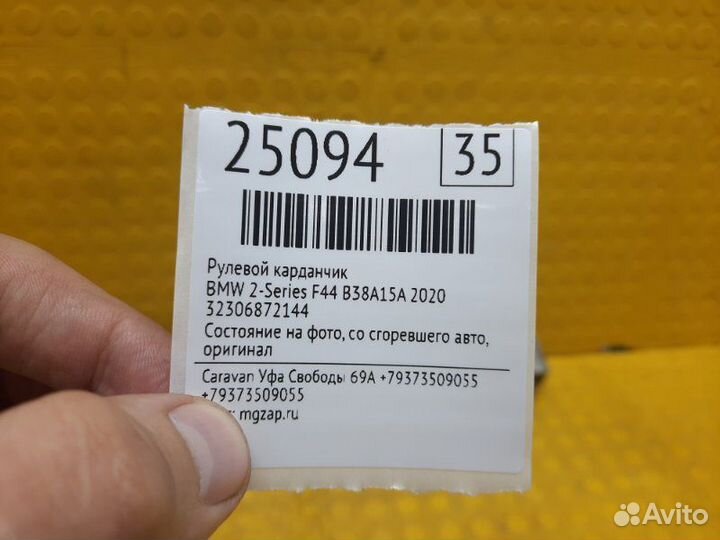 25094
35
Рулевой карданчик
BMW 2-Series F44 B38A15A 2020
32306872144
Состояние на фото, со сгоревшего авто,
оригинал
Caravan Уфа Свободы 69А +79373509055
+79373509055
mgzap.ru
Avito